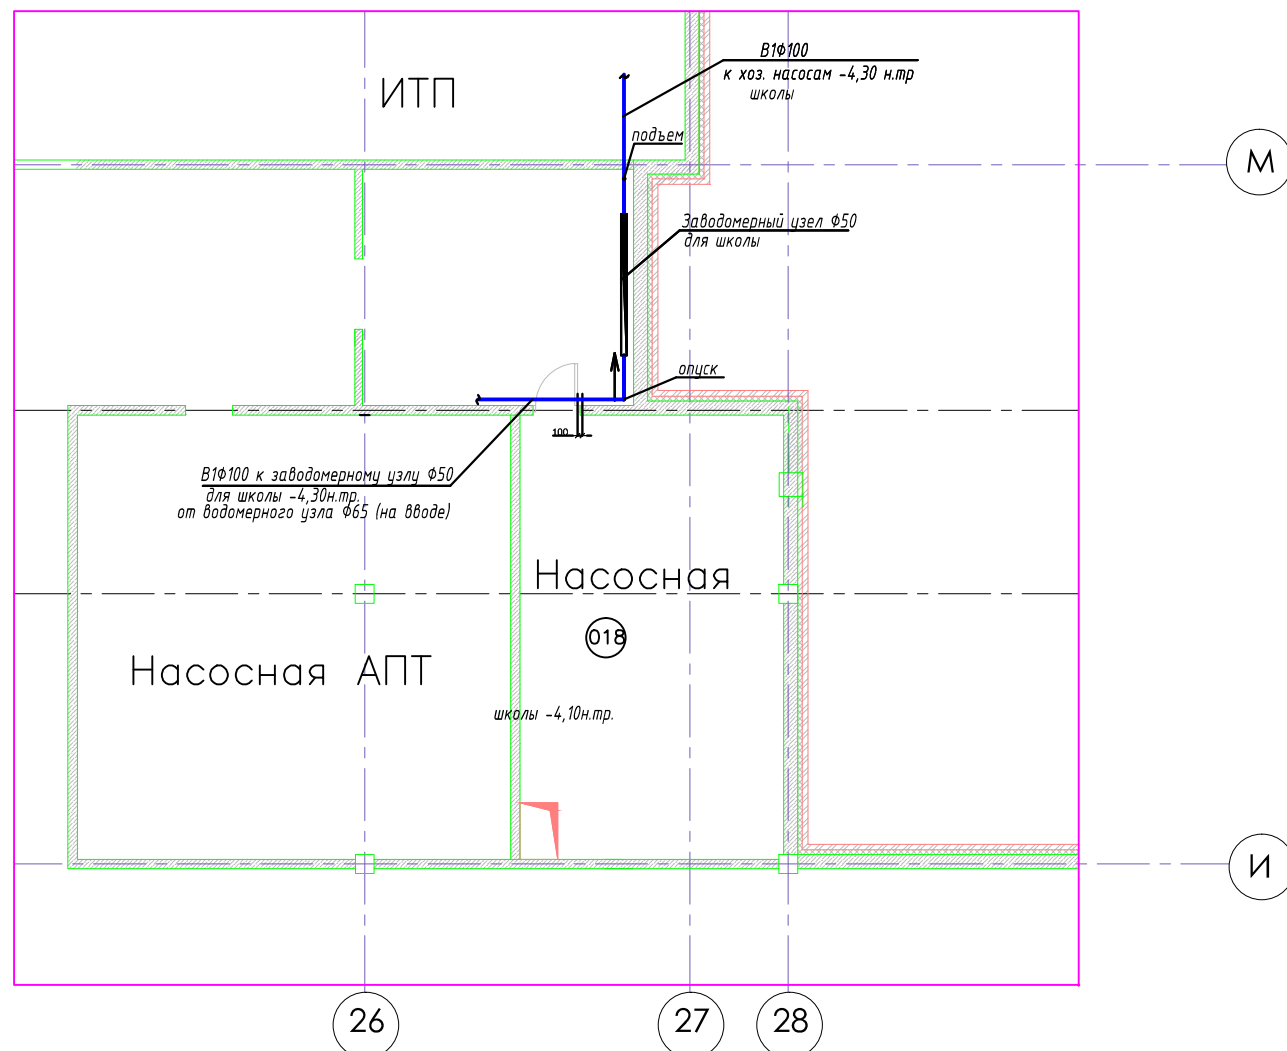 В1Ф100
к хоз. насосам -4,30 н.тр
школы
ИТП
подъем
М
Заводомерный узел Ф50
для школы
опуск
100
В1Ф100 к заводомерному узлу Ф50
для школы -4,30н.тр.
от водомерного узла Ф65 (на вводе)
Насосная
018
Насосная АПТ
школы -4,10н.тр.
И
26
27
28